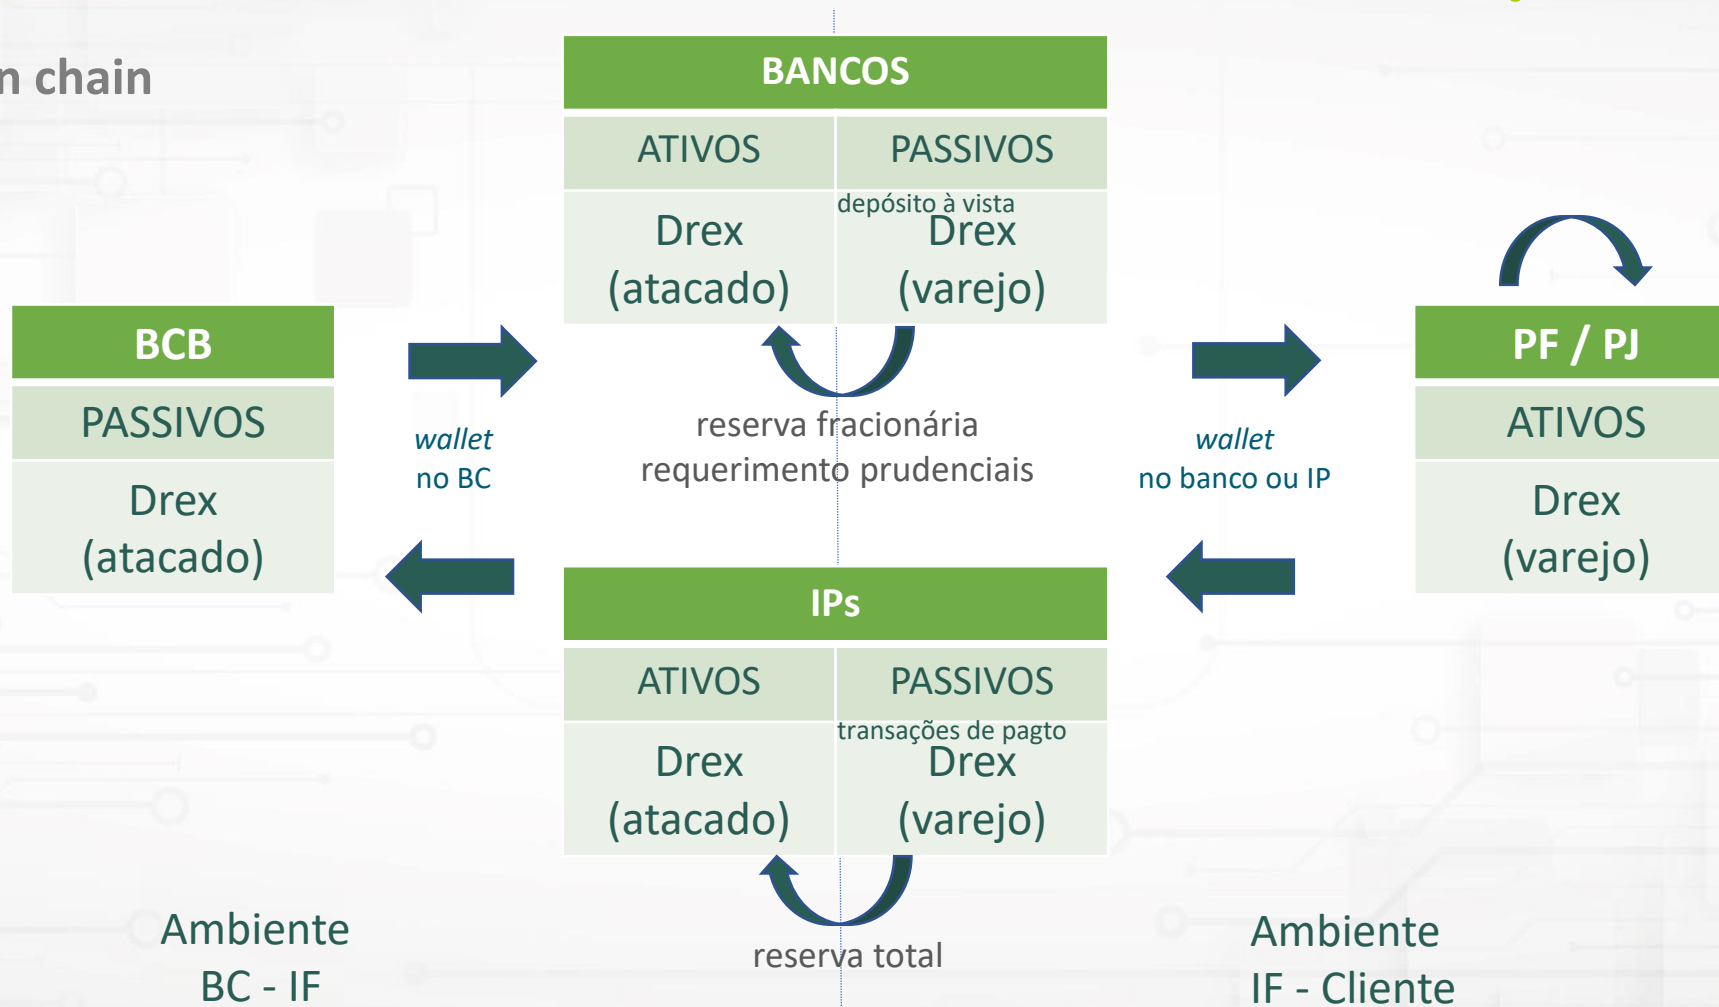 n chain
BANCOS
ATIVOS
PASSIVOS
depósito à vista
Drex
(atacado)
Drex
(varejo)
reserva fracionária
requerimento prudenciais
BCB
PASSIVOS
Drex
(atacado)
wallet
no BC
wallet
no banco ou IP
PF / PJ
ATIVOS
Drex
(varejo)
IPs
ATIVOS
PASSIVOS
transações de pagto
Drex
(atacado)
Drex
(varejo)
reserva total
Ambiente
BC - IF
Ambiente
IF - Cliente